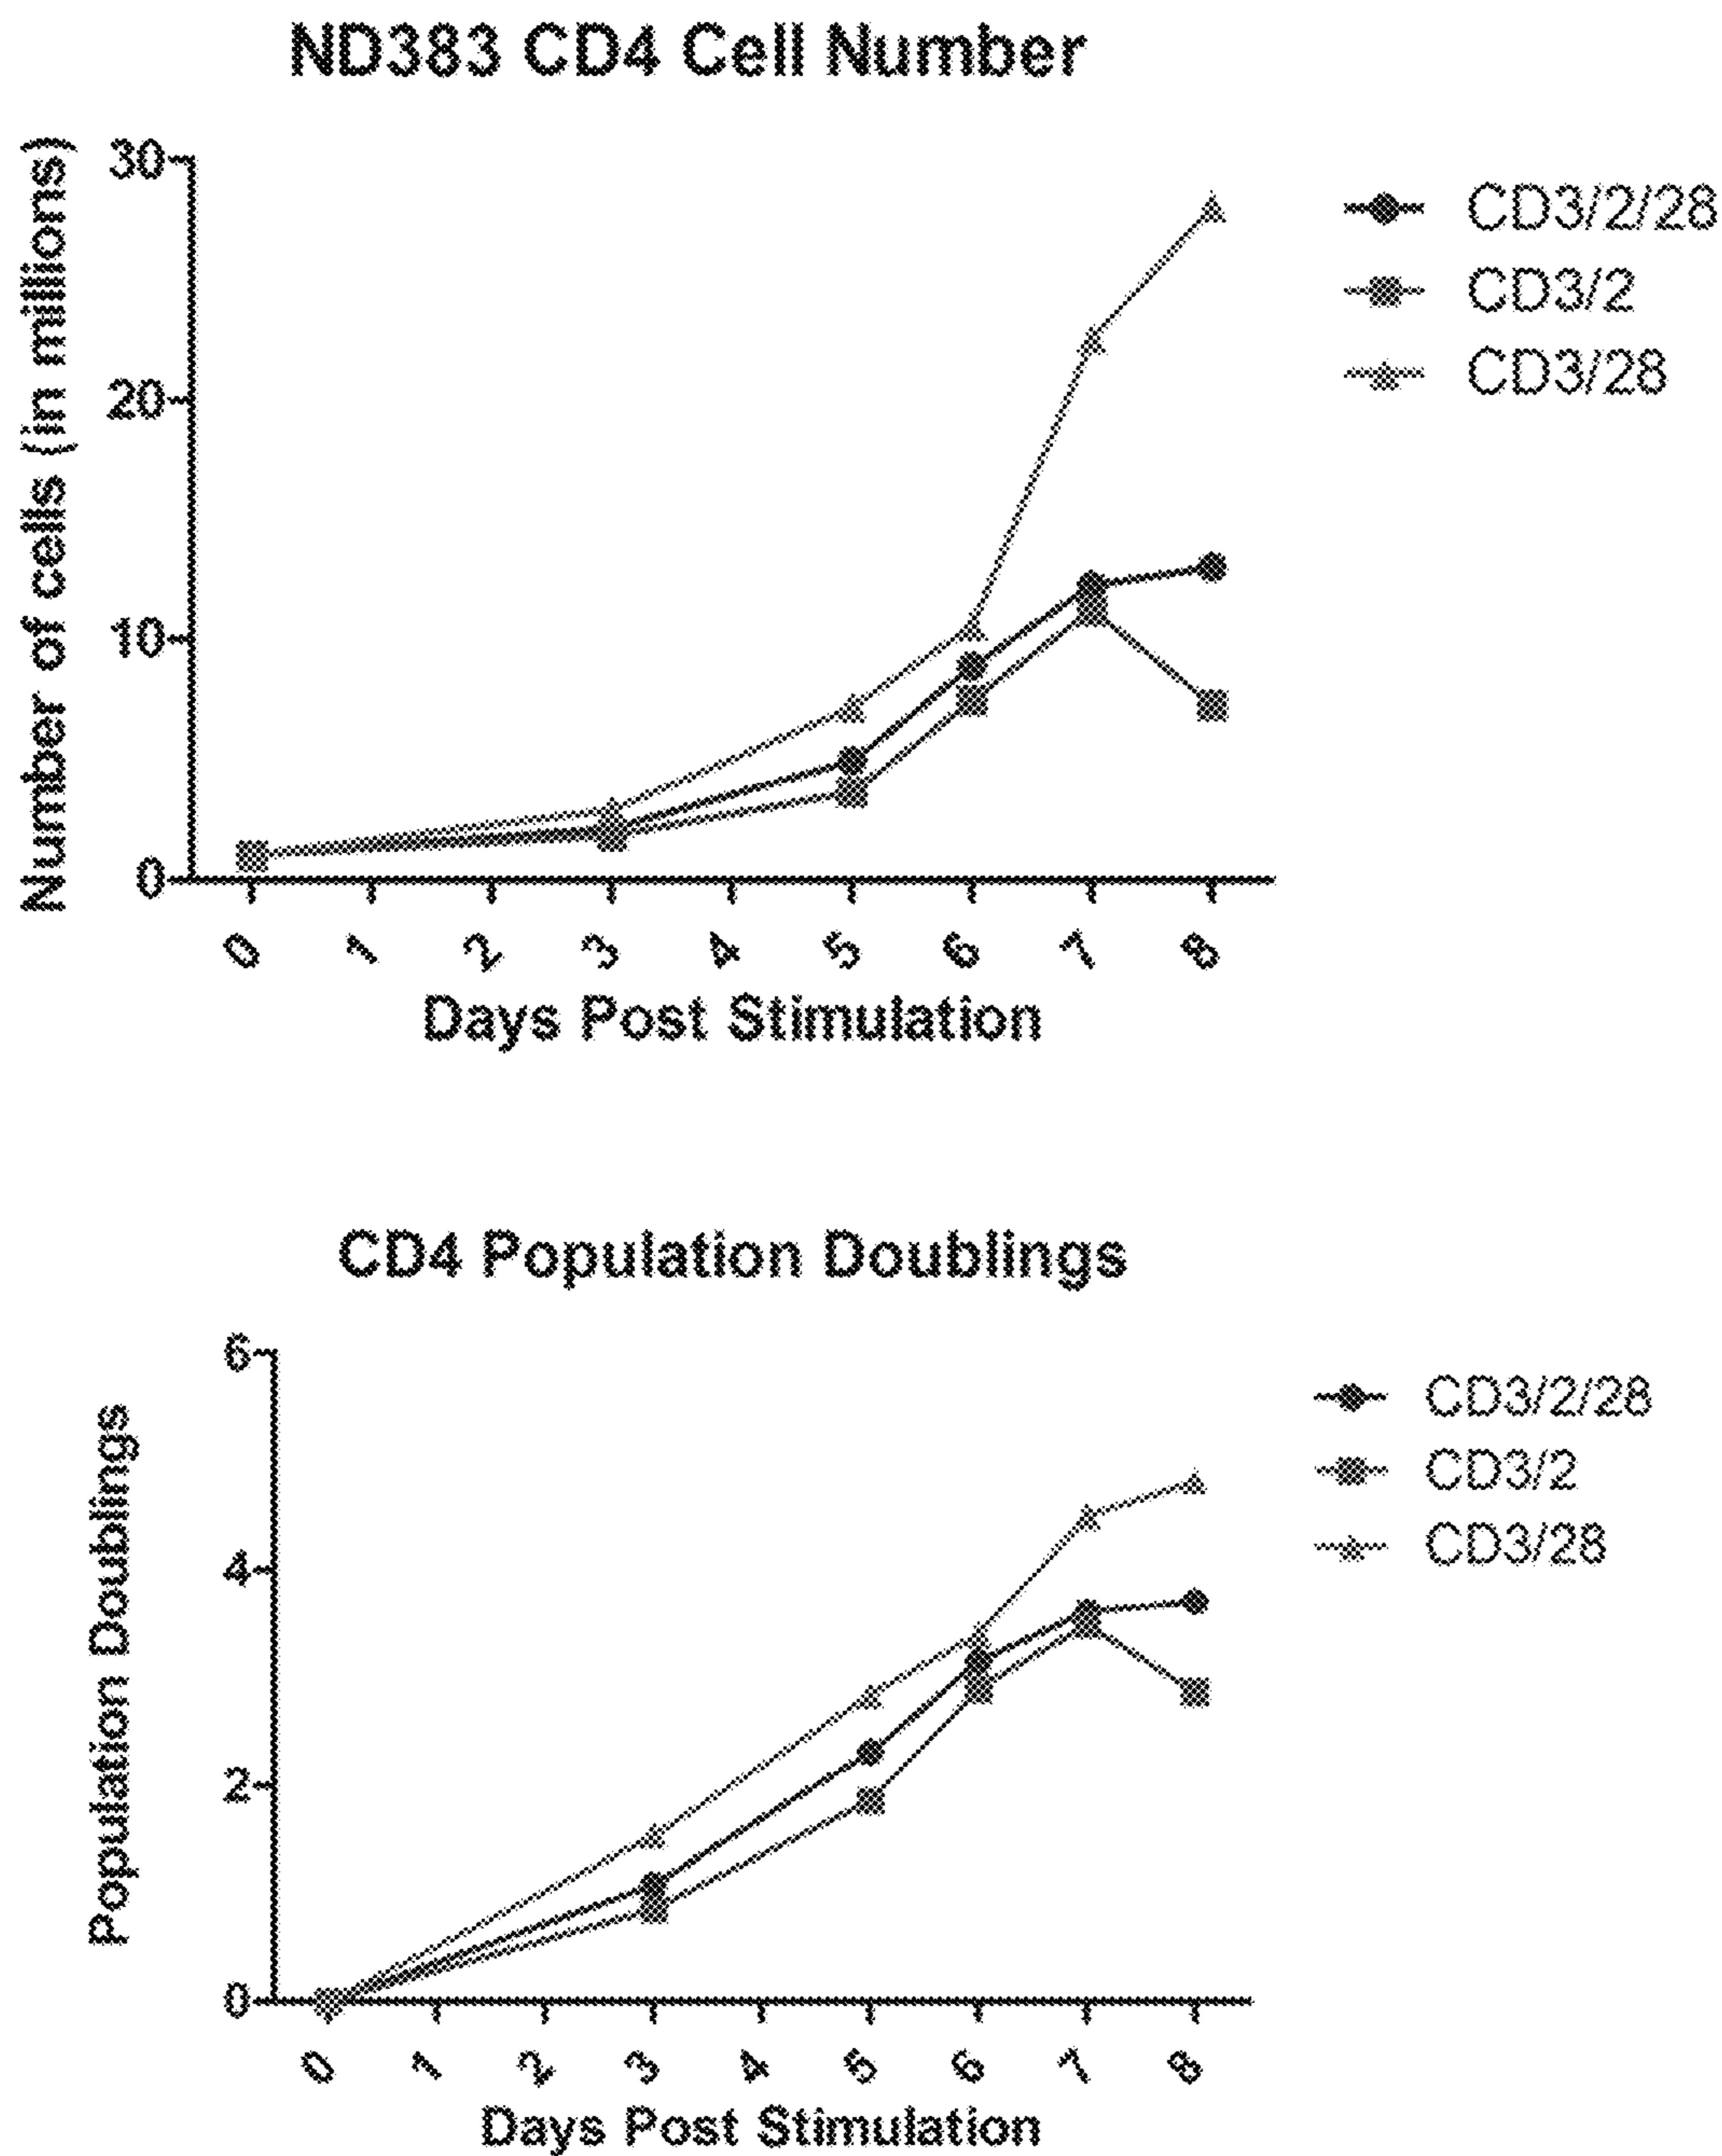 ND383 CD4 Cell Number
Number of cells (in millions)
30
20
10
0
0 1 2 3 4 5 6 7 8
Days Post Stimulation
CD3/2/28
CD3/2
CD3/28
CD4 Population Doublings
Population Doublings
6
4
2
0
0 1 2 3 4 5 6 7 8
Days Post Stimulation
CD3/2/28
CD3/2
CD3/28